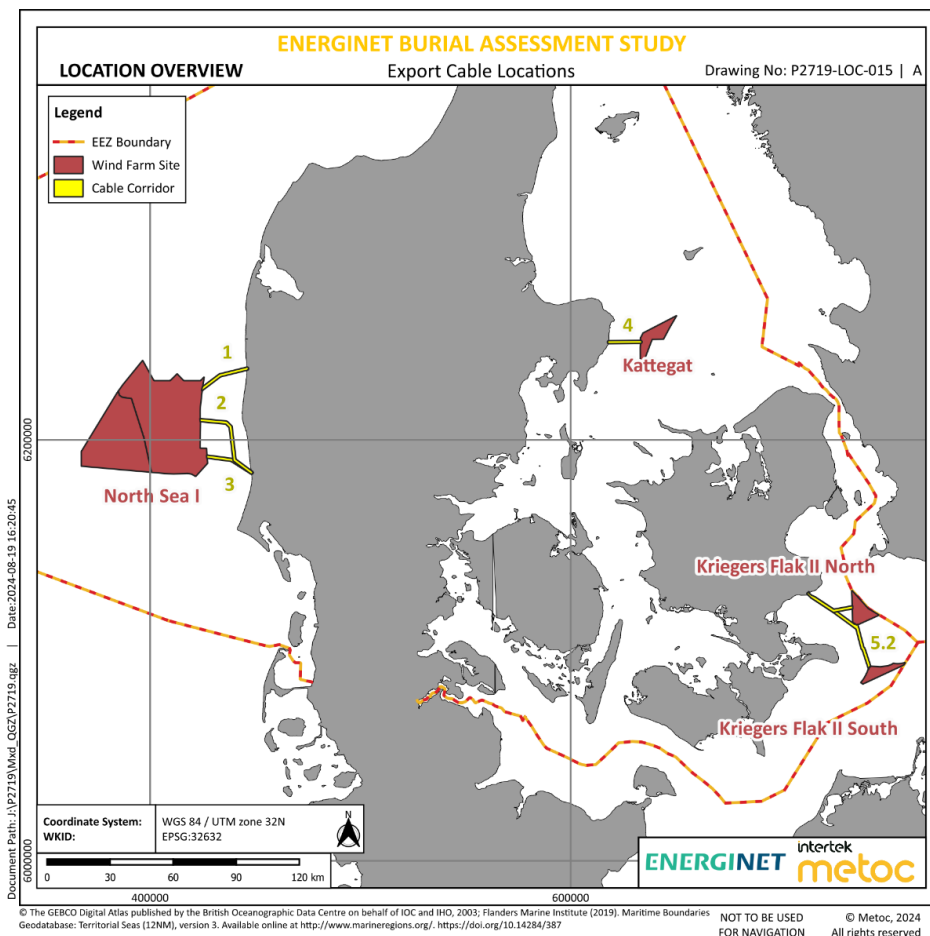 ENERGINET BURIAL ASSESSMENT STUDY
LOCATION OVERVIEW
Export Cable Locations
Drawing No: P2719-LOC-015 | A
Legend
EEZ Boundary
Wind Farm Site
Cable Corridor
4
Kattegat
1
2
North Sea I
3
6200000
Kriegers Flak II North
5.2
Kriegers Flak II South
Coordinate System: WGS 84 / UTM zone 32N
WKID: EPSG:32632
N
0 30 60 90 120 km
6000000
ENERGINET
intertek
metoc
400000 600000
Document Path: J:\P2719\Mxd_QGZ\P2719.qgz | Date:2024-08-19 16:20:45
© The GEBCO Digital Atlas published by the British Oceanographic Data Centre on behalf of IOC and IHO, 2003; Flanders Marine Institute (2019). Maritime Boundaries
Geodatabase: Territorial Seas (12NM), version 3. Available online at http://www.marineregions.org/. https://doi.org/10.14284/387
NOT TO BE USED
FOR NAVIGATION
© Metoc, 2024
All rights reserved